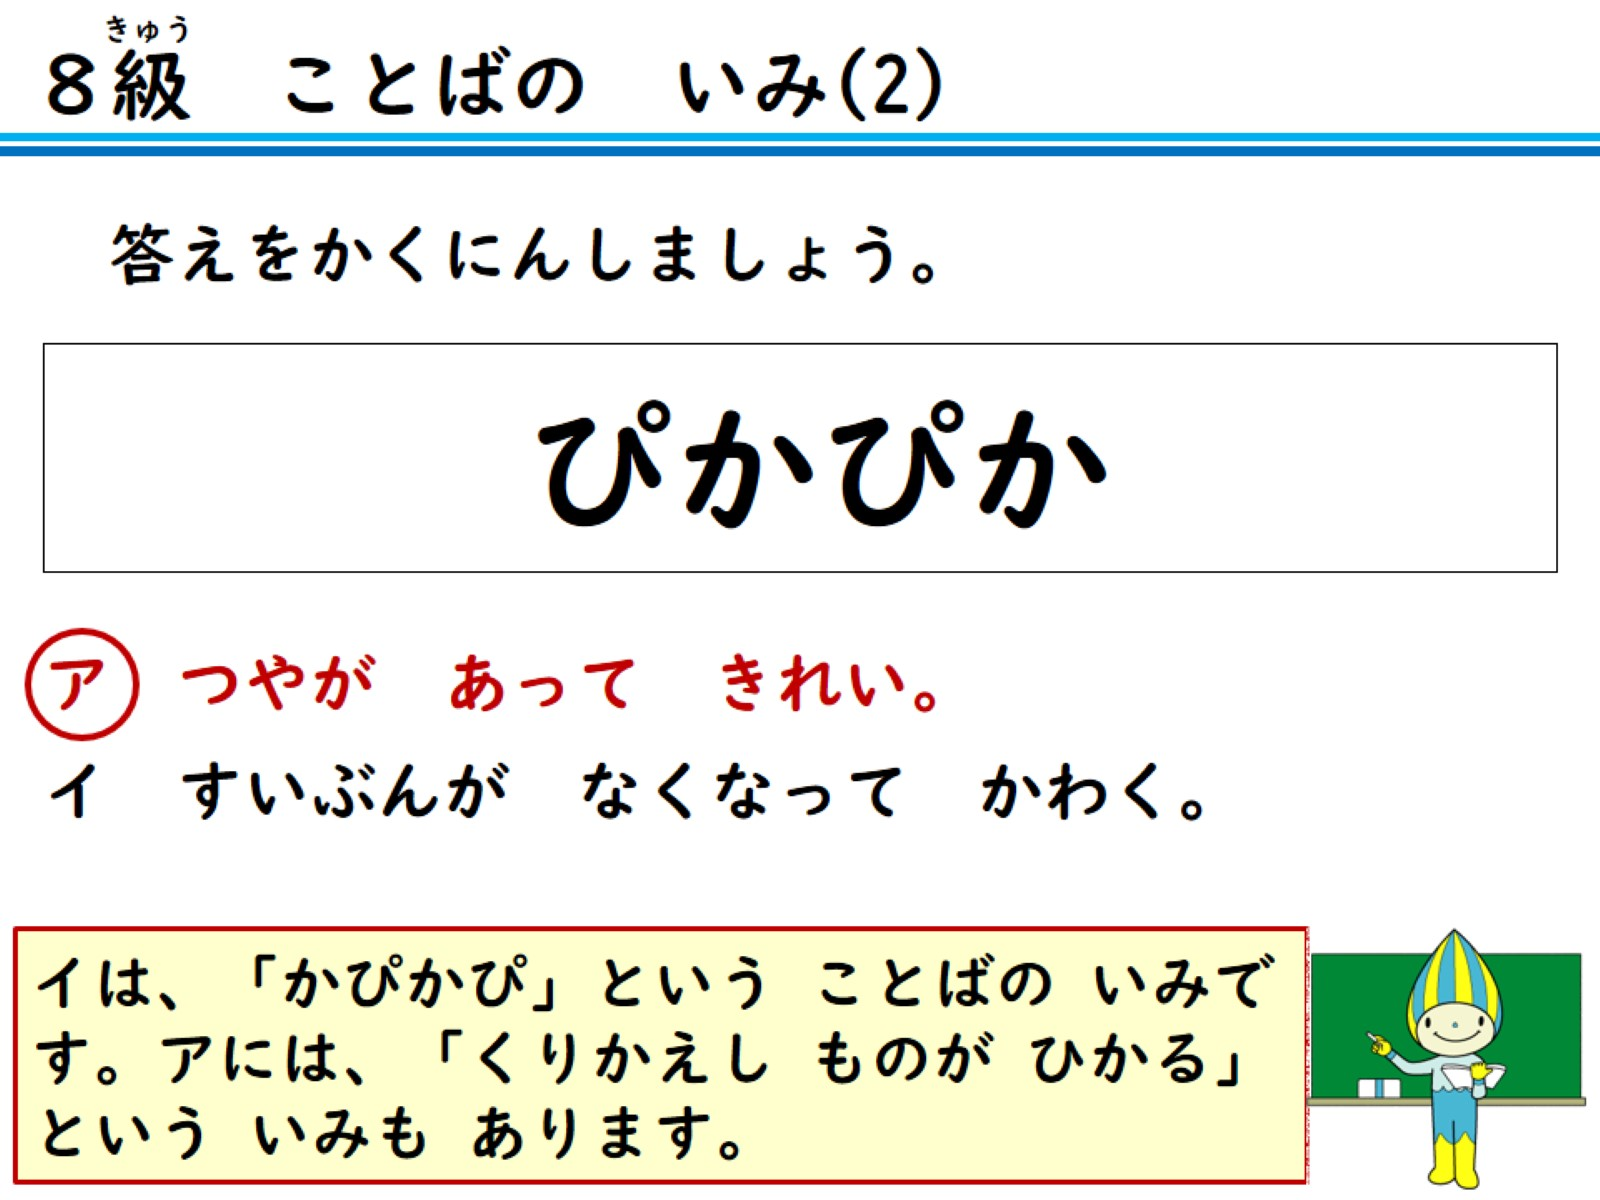 きゅう
８級　ことばの　いみ(2)
答えをかくにんしましょう。
ぴかぴか
ア　つやが　あって　きれい。
イ　すいぶんが　なくなって　かわく。
イは、「かぴかぴ」という ことばの いみで
す。アには、「くりかえし ものが ひかる」
という いみも あります。